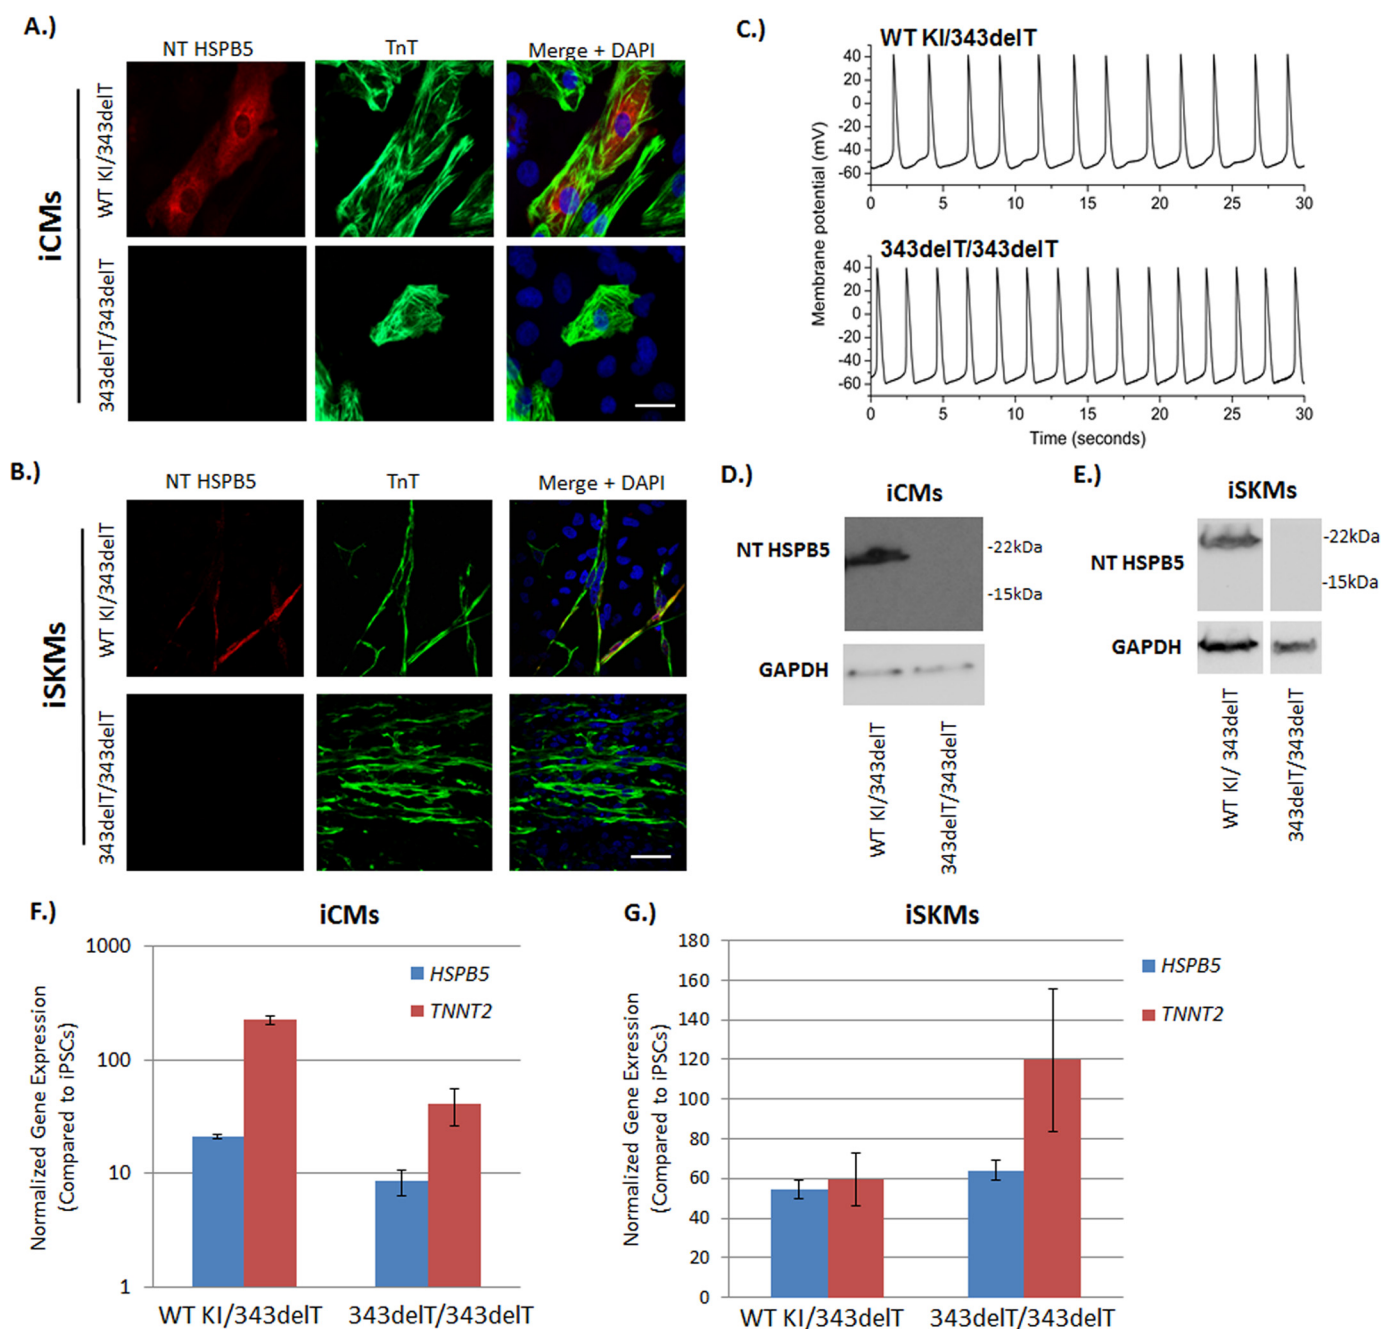 A.)
NT HSPB5
TnT
Merge + DAPI
iCMs
WT KI/343delT
343delT/343delT
B.)
NT HSPB5
TnT
Merge + DAPI
iSKMs
WT KI/343delT
343delT/343delT
C.)
WT KI/343delT
40
20
0
-20
-40
-60
0 5 10 15 20 25 30
343delT/343delT
40
20
0
-20
-40
-60
0 5 10 15 20 25 30
Membrane potential (mV)
Time (seconds)
D.)
iCMs
NT HSPB5
-22kDa
-15kDa
GAPDH
WT KI/343delT
343delT/343delT
E.)
iSKMs
NT HSPB5
-22kDa
-15kDa
GAPDH
WT KI/ 343delT
343delT/343delT
F.)
iCMs
Normalized Gene Expression
(Compared to iPSCs)
1000
100
10
1
HSPB5
TNNT2
WT KI/343delT
343delT/343delT
G.)
iSKMs
Normalized Gene Exression
(Compared to iPSCs)
180
160
140
120
100
80
60
40
20
0
HSPB5
TNNT2
WT KI/343delT
343delT/343delT